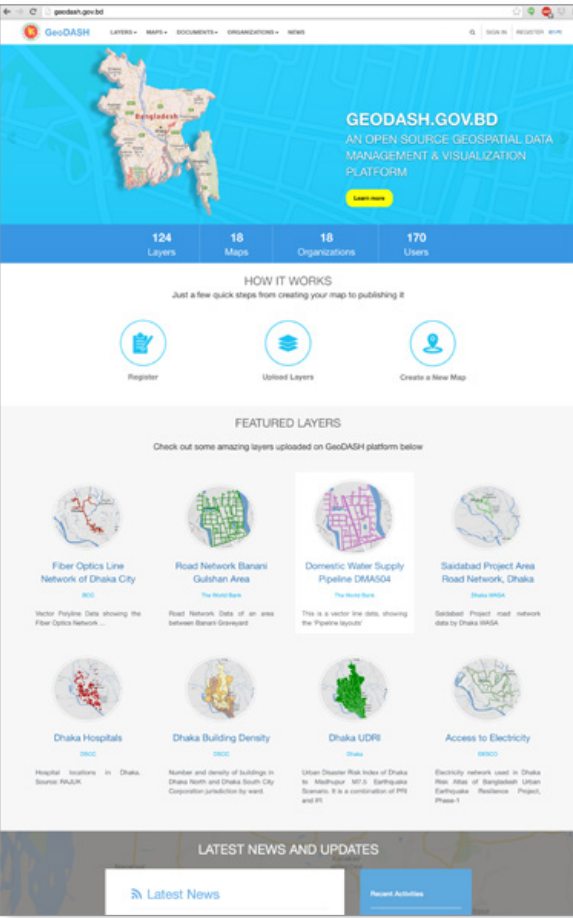 geodash.gov.bd
GeoDASH LAYERS MAPS DOCUMENTS ORGANIZATIONS NEWS SIGN IN REGISTER
Bangladesh
GEODASH.GOV.BD
AN OPEN SOURCE GEOSPATIAL DATA
MANAGEMENT & VISUALIZATION
PLATFORM
Learn more
124 18 18 170
Layers Maps Organizations Users
HOW IT WORKS
Just a few quick steps from creating your map to publishing it
Register Upload Layers Create a New Map
FEATURED LAYERS
Check out some amazing layers uploaded on GeoDASH platform below
Fiber Optics Line
Network of Dhaka City
BCC
Vector Polyline Data showing the
Fiber Optics Network ...
Road Network Banani
Gulshan Area
The World Bank
Road Network Data of an area
between Banani Graveyard
Domestic Water Supply
Pipeline DMA504
The World Bank
This is a vector line data, showing
the 'Pipeline layouts'
Saidabad Project Area
Road Network, Dhaka
Dhaka WASA
Saidabad Project road network
data by Dhaka WASA
Dhaka Hospitals
DSCC
Hospital locations in Dhaka.
Source: RAJUK
Dhaka Building Density
DSCC
Number and density of buildings in
Dhaka North and Dhaka South City
Corporation jurisdiction by ward.
Dhaka UDRI
Dhaka
Urban Disaster Risk Index of Dhaka
to Madhupur M7.5 Earthquake
Scenario. It is a combination of PRI
and IFI
Access to Electricity
DESCO
Electricity network used in Dhaka
Risk Atlas of Bangladesh Urban
Earthquake Resilience Project,
Phase-1
LATEST NEWS AND UPDATES
Latest News
Recent Activities